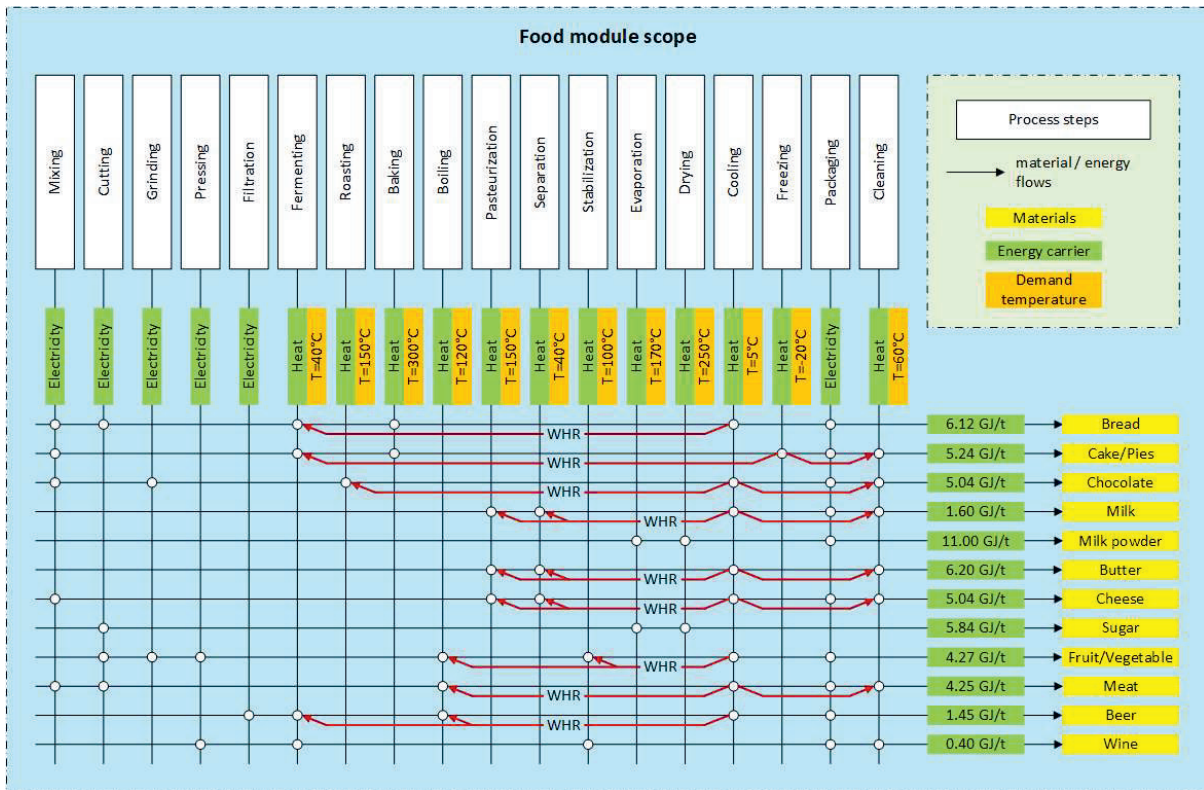 Food module scope
Mixing
Cutting
Grinding
Pressing
Filtration
Fermenting
Roasting
Baking
Boiling
Pasteurization
Separation
Stabilization
Evaporation
Drying
Cooling
Freezing
Packaging
Cleaning
Process steps
material / energy
flows
Materials
Energy carrier
Demand
temperature
Electricity
Electricity
Electricity
Electricity
Electricity
Heat
T=40°C
Heat
T=150°C
Heat
T=300°C
Heat
T=120°C
Heat
T=150°C
Heat
T=40°C
Heat
T=100°C
Heat
T=170°C
Heat
T=250°C
Heat
T=5°C
Heat
T=-20°C
Electricity
Heat
T=60°C
WHR
6.12 GJ/t
Bread
WHR
5.24 GJ/t
Cake/Pies
WHR
5.04 GJ/t
Chocolate
WHR
1.60 GJ/t
Milk
11.00 GJ/t
Milk powder
WHR
6.20 GJ/t
Butter
WHR
5.04 GJ/t
Cheese
5.84 GJ/t
Sugar
WHR
4.27 GJ/t
Fruit/Vegetable
WHR
4.25 GJ/t
Meat
WHR
1.45 GJ/t
Beer
0.40 GJ/t
Wine